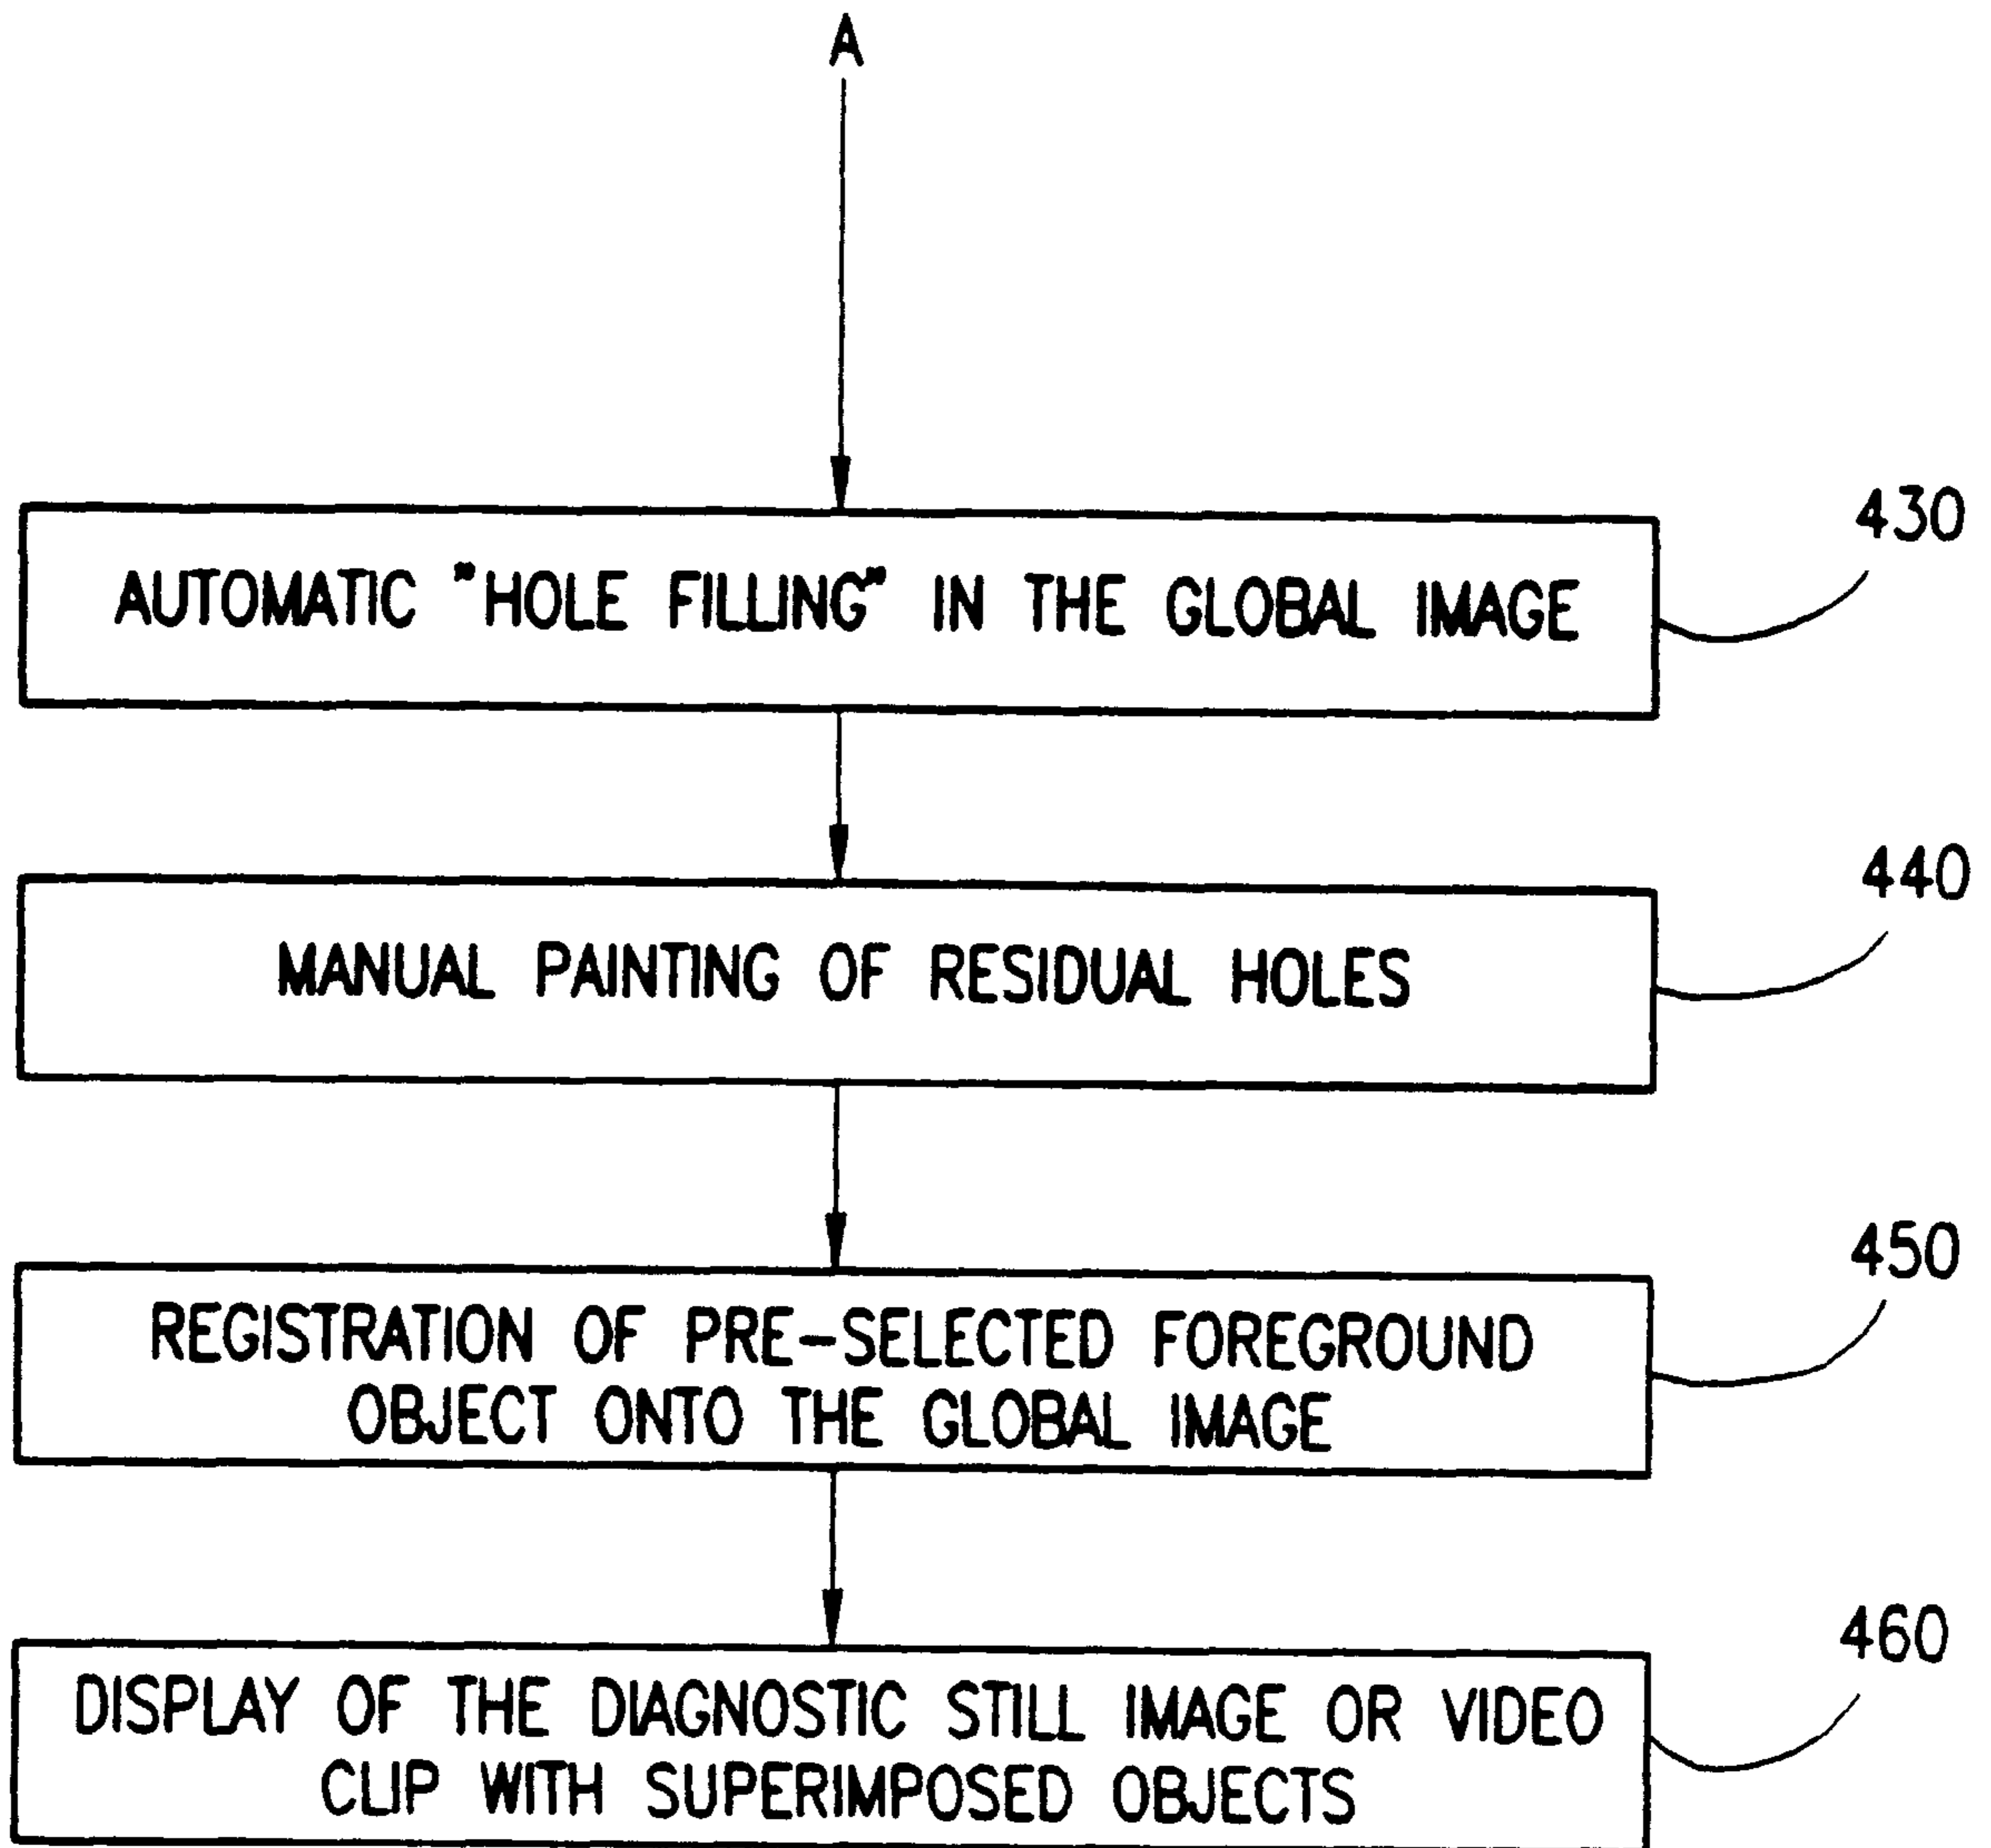 A
430
AUTOMATIC "HOLE FILLING" IN THE GLOBAL IMAGE
440
MANUAL PAINTING OF RESIDUAL HOLES
450
REGISTRATION OF PRE-SELECTED FOREGROUND
OBJECT ONTO THE GLOBAL IMAGE
460
DISPLAY OF THE DIAGNOSTIC STILL IMAGE OR VIDEO
CLIP WITH SUPERIMPOSED OBJECTS